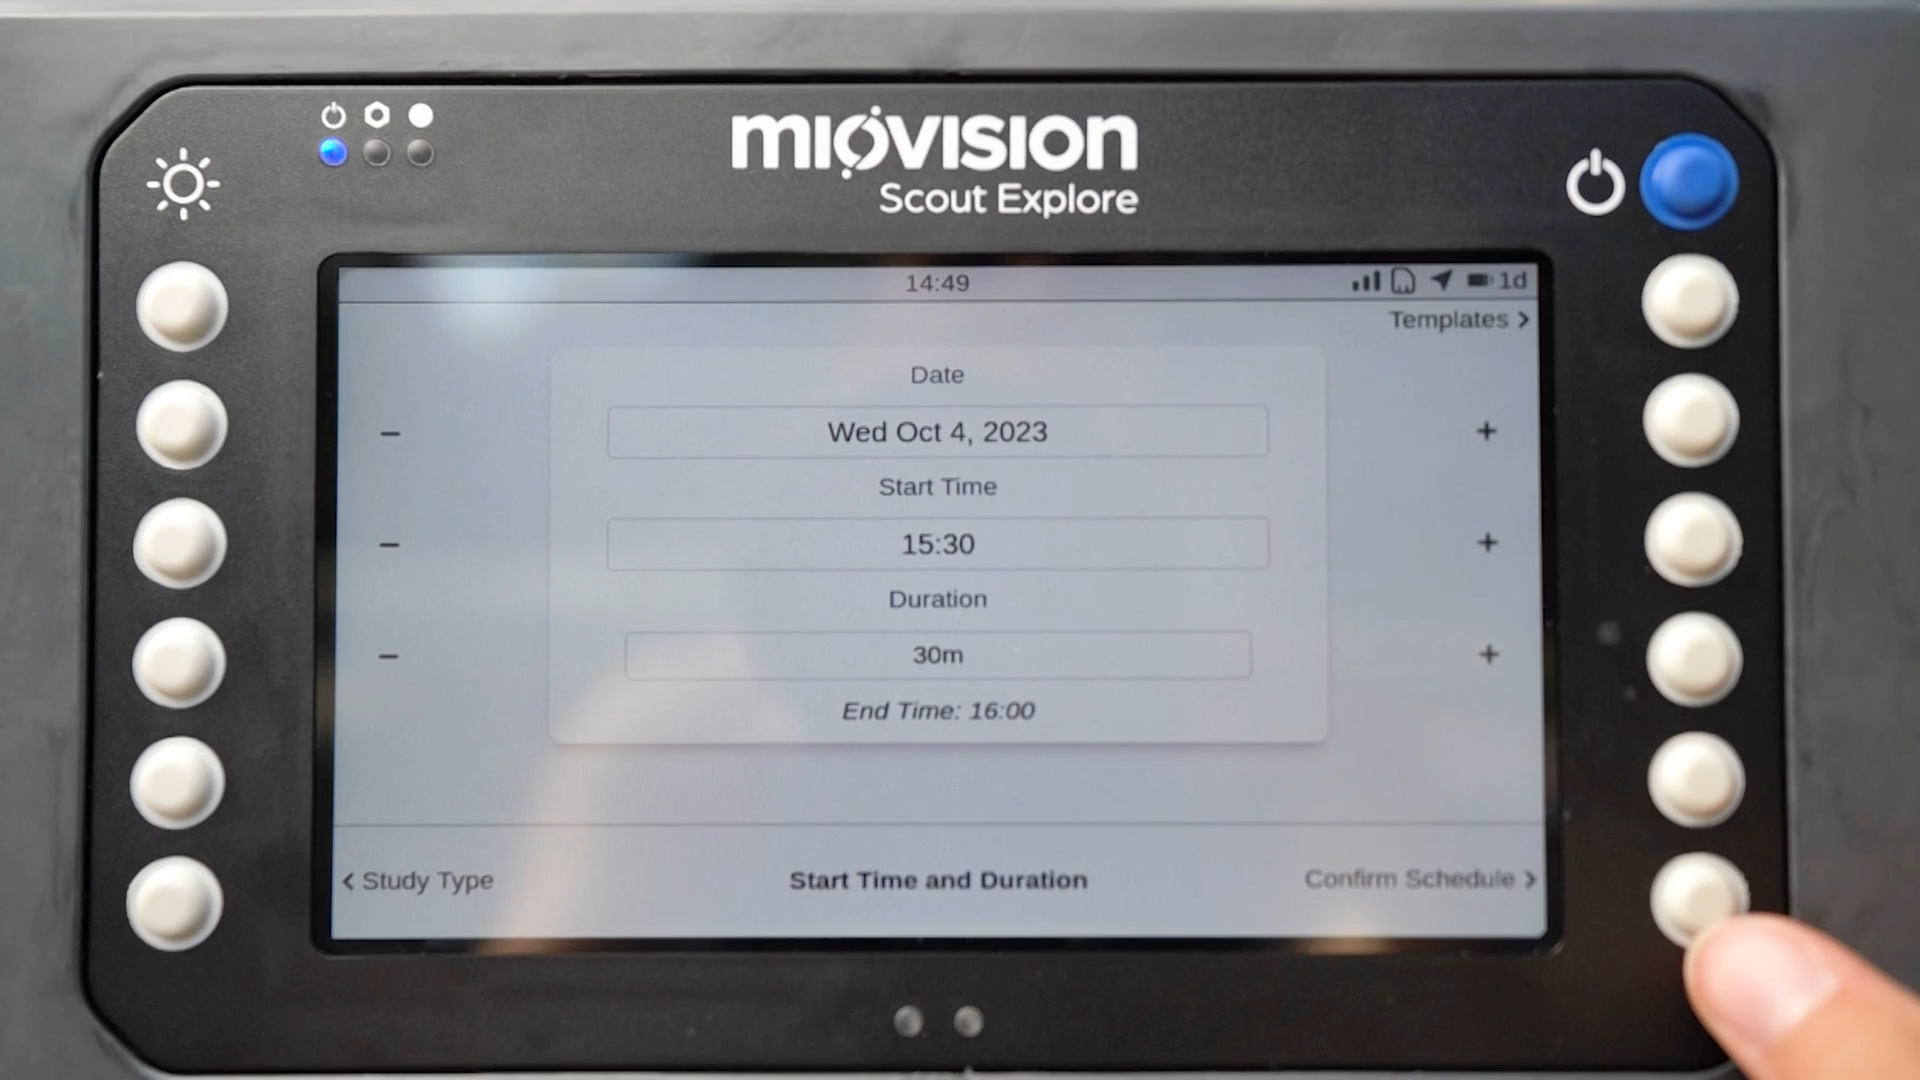 miovision
Scout Explore
14:49
1d
Templates >
Date
− Wed Oct 4, 2023 +
Start Time
− 15:30 +
Duration
− 30m +
End Time: 16:00
< Study Type Start Time and Duration Confirm Schedule >